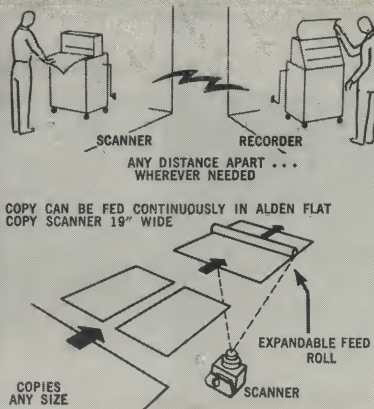 SCANNER
RECORDER
ANY DISTANCE APART ...
WHEREVER NEEDED
COPY CAN BE FED CONTINUOUSLY IN ALDEN FLAT
COPY SCANNER 19" WIDE
EXPANDABLE FEED
ROLL
SCANNER
COPIES
ANY SIZE